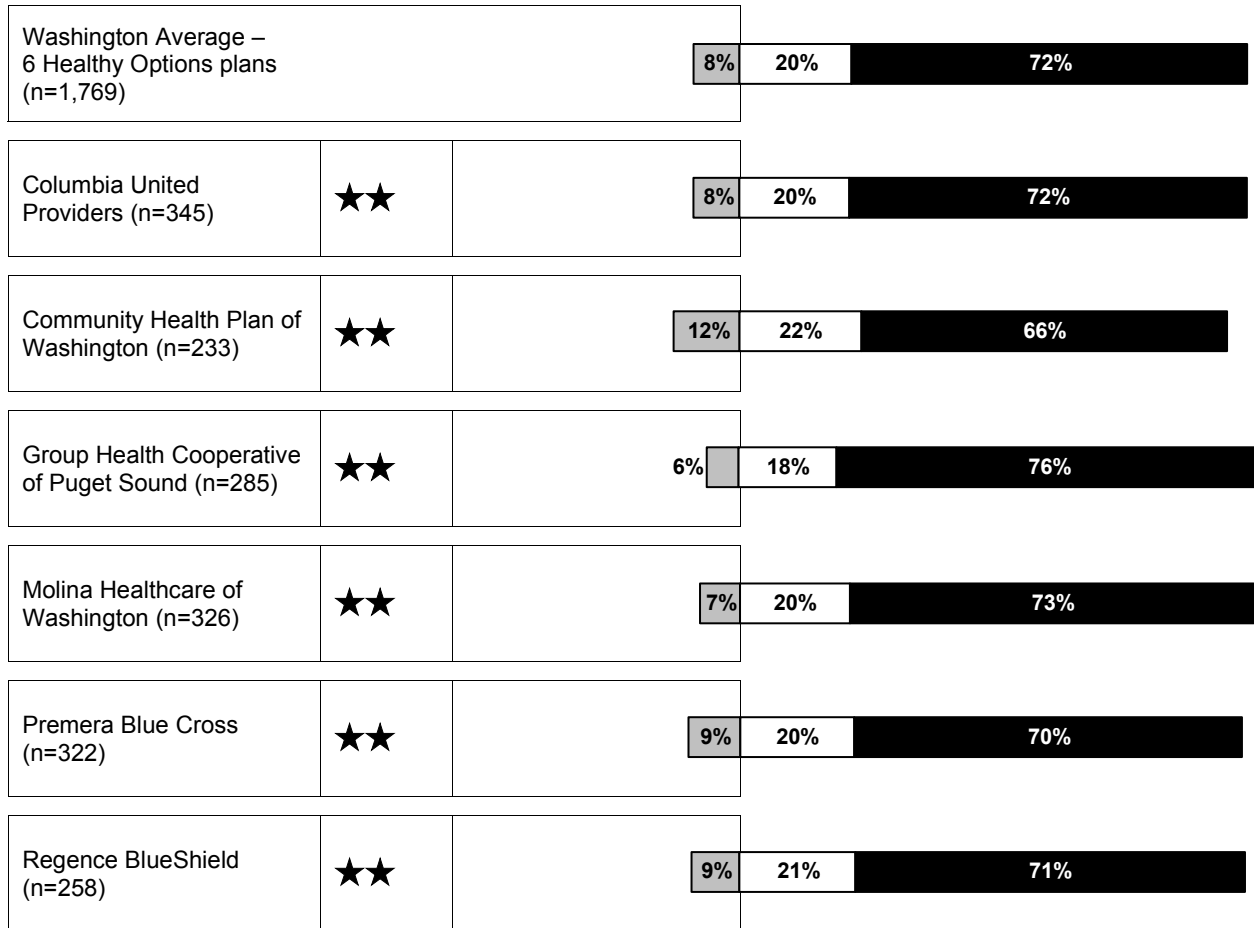 Washington Average –
6 Healthy Options plans
(n=1,769)
8% 20% 72%
Columbia United
Providers (n=345)
★★
8% 20% 72%
Community Health Plan of
Washington (n=233)
★★
12% 22% 66%
Group Health Cooperative
of Puget Sound (n=285)
★★
6% 18% 76%
Molina Healthcare of
Washington (n=326)
★★
7% 20% 73%
Premera Blue Cross
(n=322)
★★
9% 20% 70%
Regence BlueShield
(n=258)
★★
9% 21% 71%